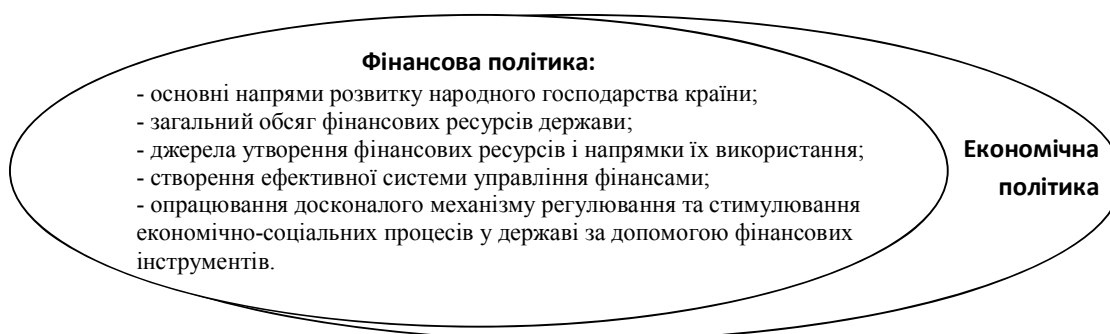 Фінансова політика:
- основні напрями розвитку народного господарства країни;
- загальний обсяг фінансових ресурсів держави;
- джерела утворення фінансових ресурсів і напрямки їх використання;
- створення ефективної системи управління фінансами;
- опрацювання досконалого механізму регулювання та стимулювання
економічно-соціальних процесів у державі за допомогою фінансових
інструментів.
Економічна
політика